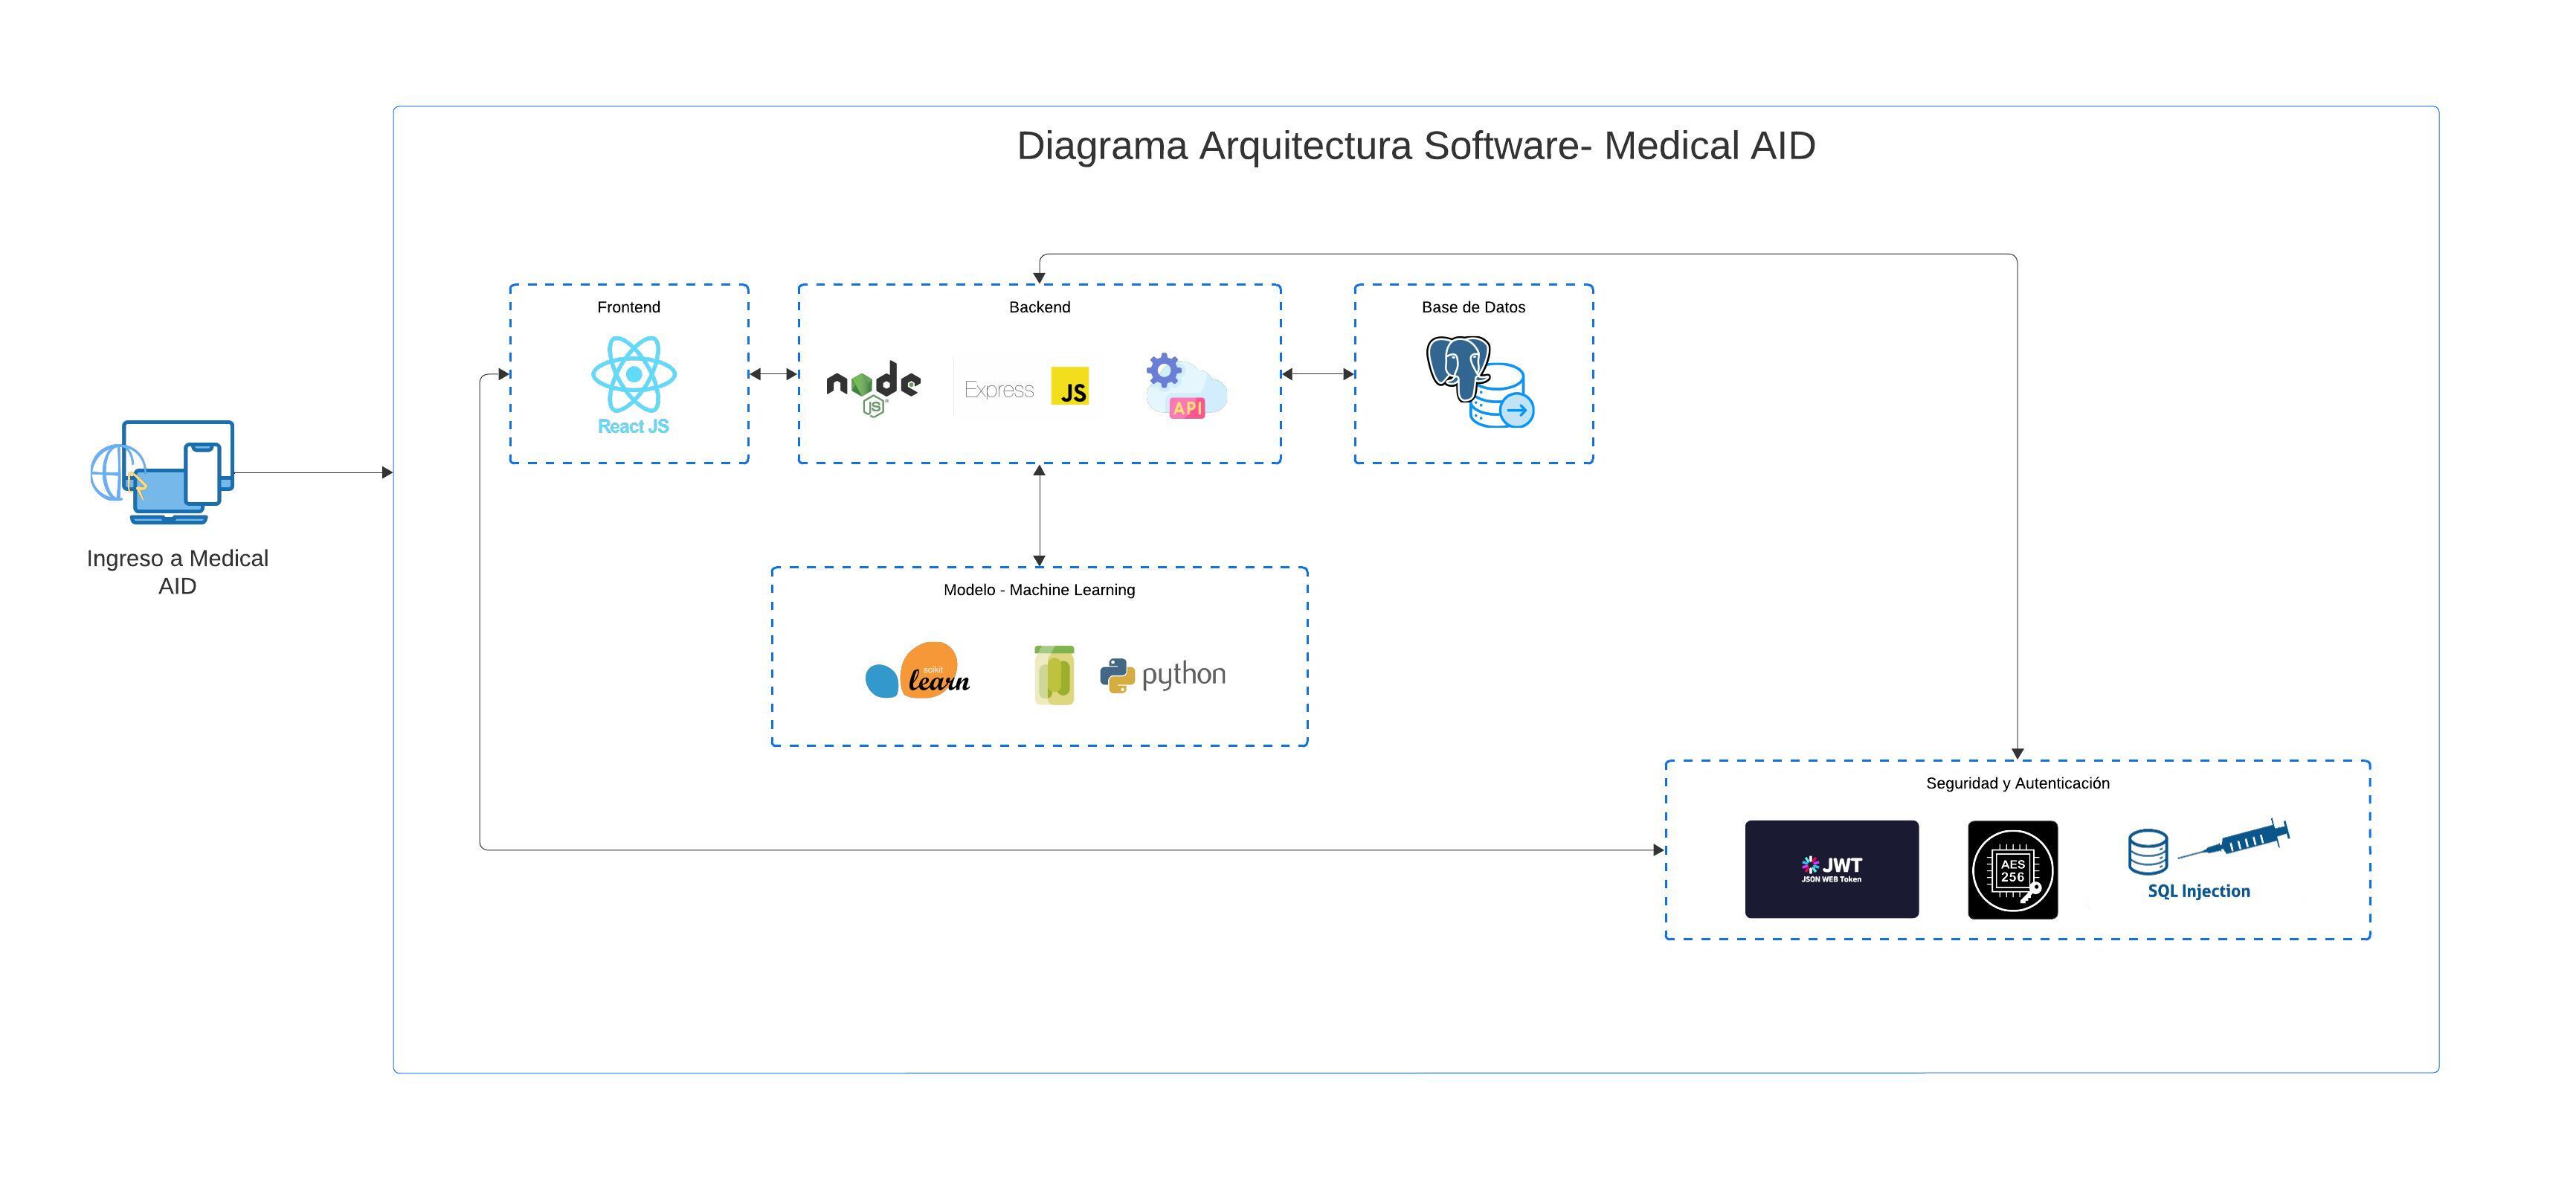 Diagrama Arquitectura Software- Medical AID
Frontend
React JS
Backend
node
JS
Express
JS
API
Base de Datos
Ingreso a Medical
AID
Modelo - Machine Learning
scikit
learn
python
Seguridad y Autenticación
JWT
JSON WEB Token
AES
256
SQL Injection